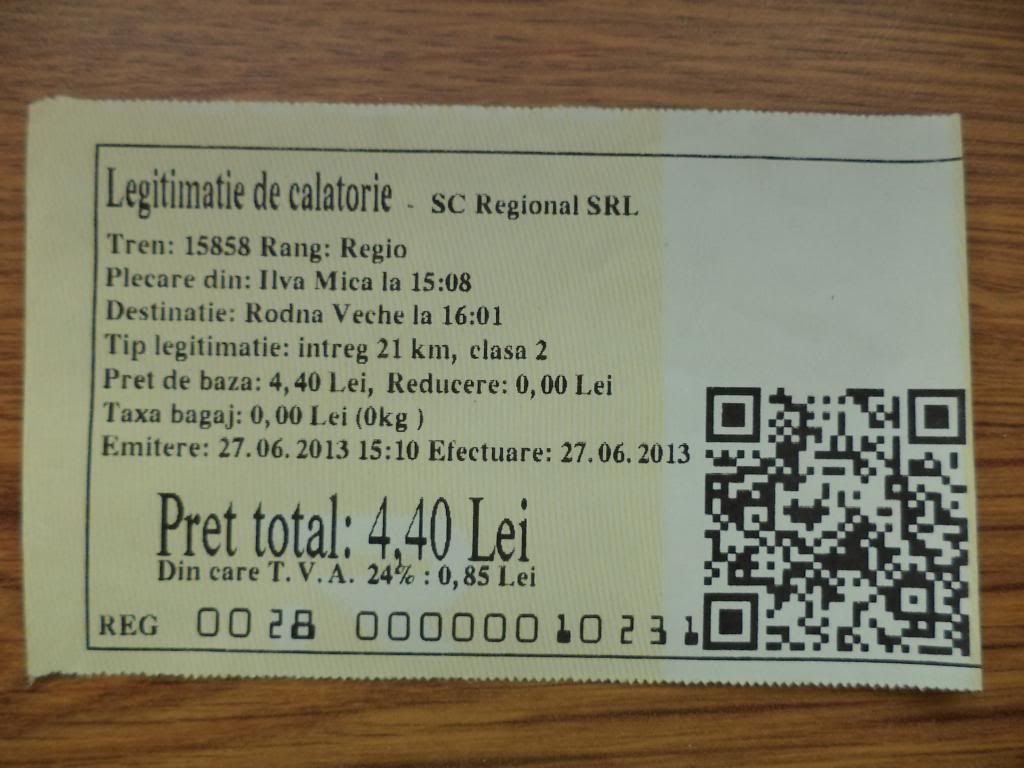 Legitimatie de calatorie - SC Regional SRL
Tren: 15858 Rang: Regio
Plecare din: Ilva Mica la 15:08
Destinatie: Rodna Veche la 16:01
Tip legitimatie: intreg 21 km, clasa 2
Pret de baza: 4,40 Lei, Reducere: 0,00 Lei
Taxa bagaj: 0,00 Lei (0kg )
Emitere: 27.06.2013 15:10 Efectuare: 27.06.2013
Pret total: 4,40 Lei
Din care T.V.A. 24% : 0,85 Lei
REG 0028 00000010231